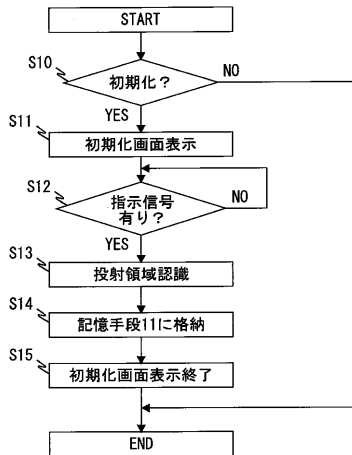 START
S10
初期化？
NO
YES
S11
初期化画面表示
S12
指示信号
有り？
NO
YES
S13
投射領域認識
S14
記憶手段11に格納
S15
初期化画面表示終了
END